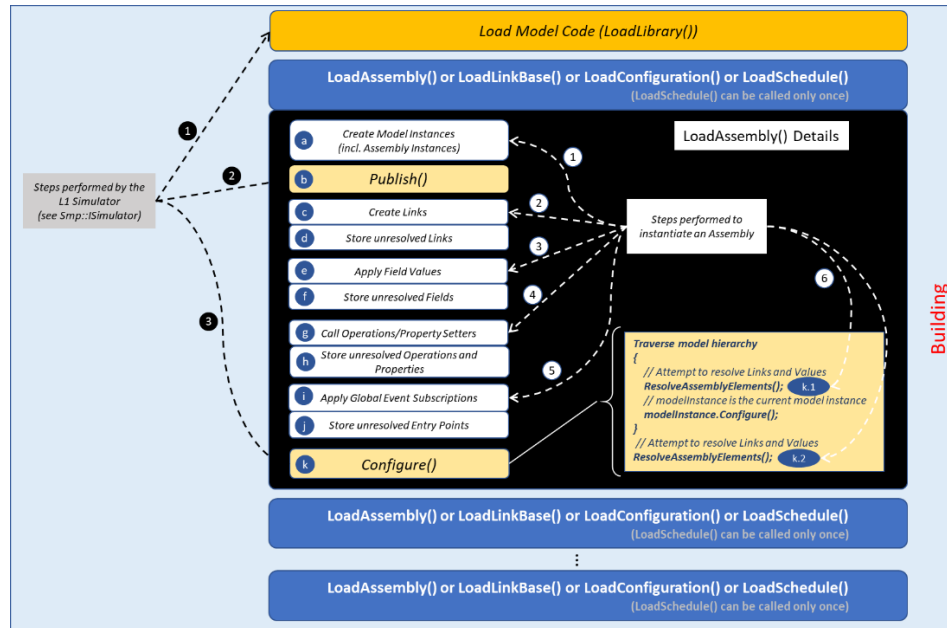 Load Model Code (LoadLibrary())
LoadAssembly() or LoadLinkBase() or LoadConfiguration() or LoadSchedule()
(LoadSchedule() can be called only once)
LoadAssembly() Details
1
2
3
Steps performed by the
L1 Simulator
(see Smp::ISimulator)
a
Create Model Instances
(incl. Assembly Instances)
b
Publish()
c
Create Links
d
Store unresolved Links
e
Apply Field Values
f
Store unresolved Fields
g
Call Operations/Property Setters
h
Store unresolved Operations and
Properties
i
Apply Global Event Subscriptions
j
Store unresolved Entry Points
k
Configure()
1
2
3
4
5
6
Steps performed to
instantiate an Assembly
Traverse model hierarchy
{
// Attempt to resolve Links and Values
ResolveAssemblyElements();
k.1
// modelInstance is the current model instance
modelInstance.Configure();
}
// Attempt to resolve Links and Values
ResolveAssemblyElements();
k.2
Building
LoadAssembly() or LoadLinkBase() or LoadConfiguration() or LoadSchedule()
(LoadSchedule() can be called only once)
⋮
LoadAssembly() or LoadLinkBase() or LoadConfiguration() or LoadSchedule()
(LoadSchedule() can be called only once)